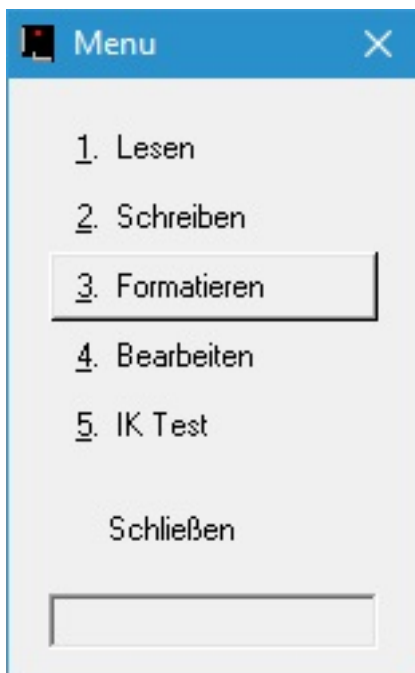 Menu
1. Lesen
2. Schreiben
3. Formatieren
4. Bearbeiten
5. IK Test
Schließen